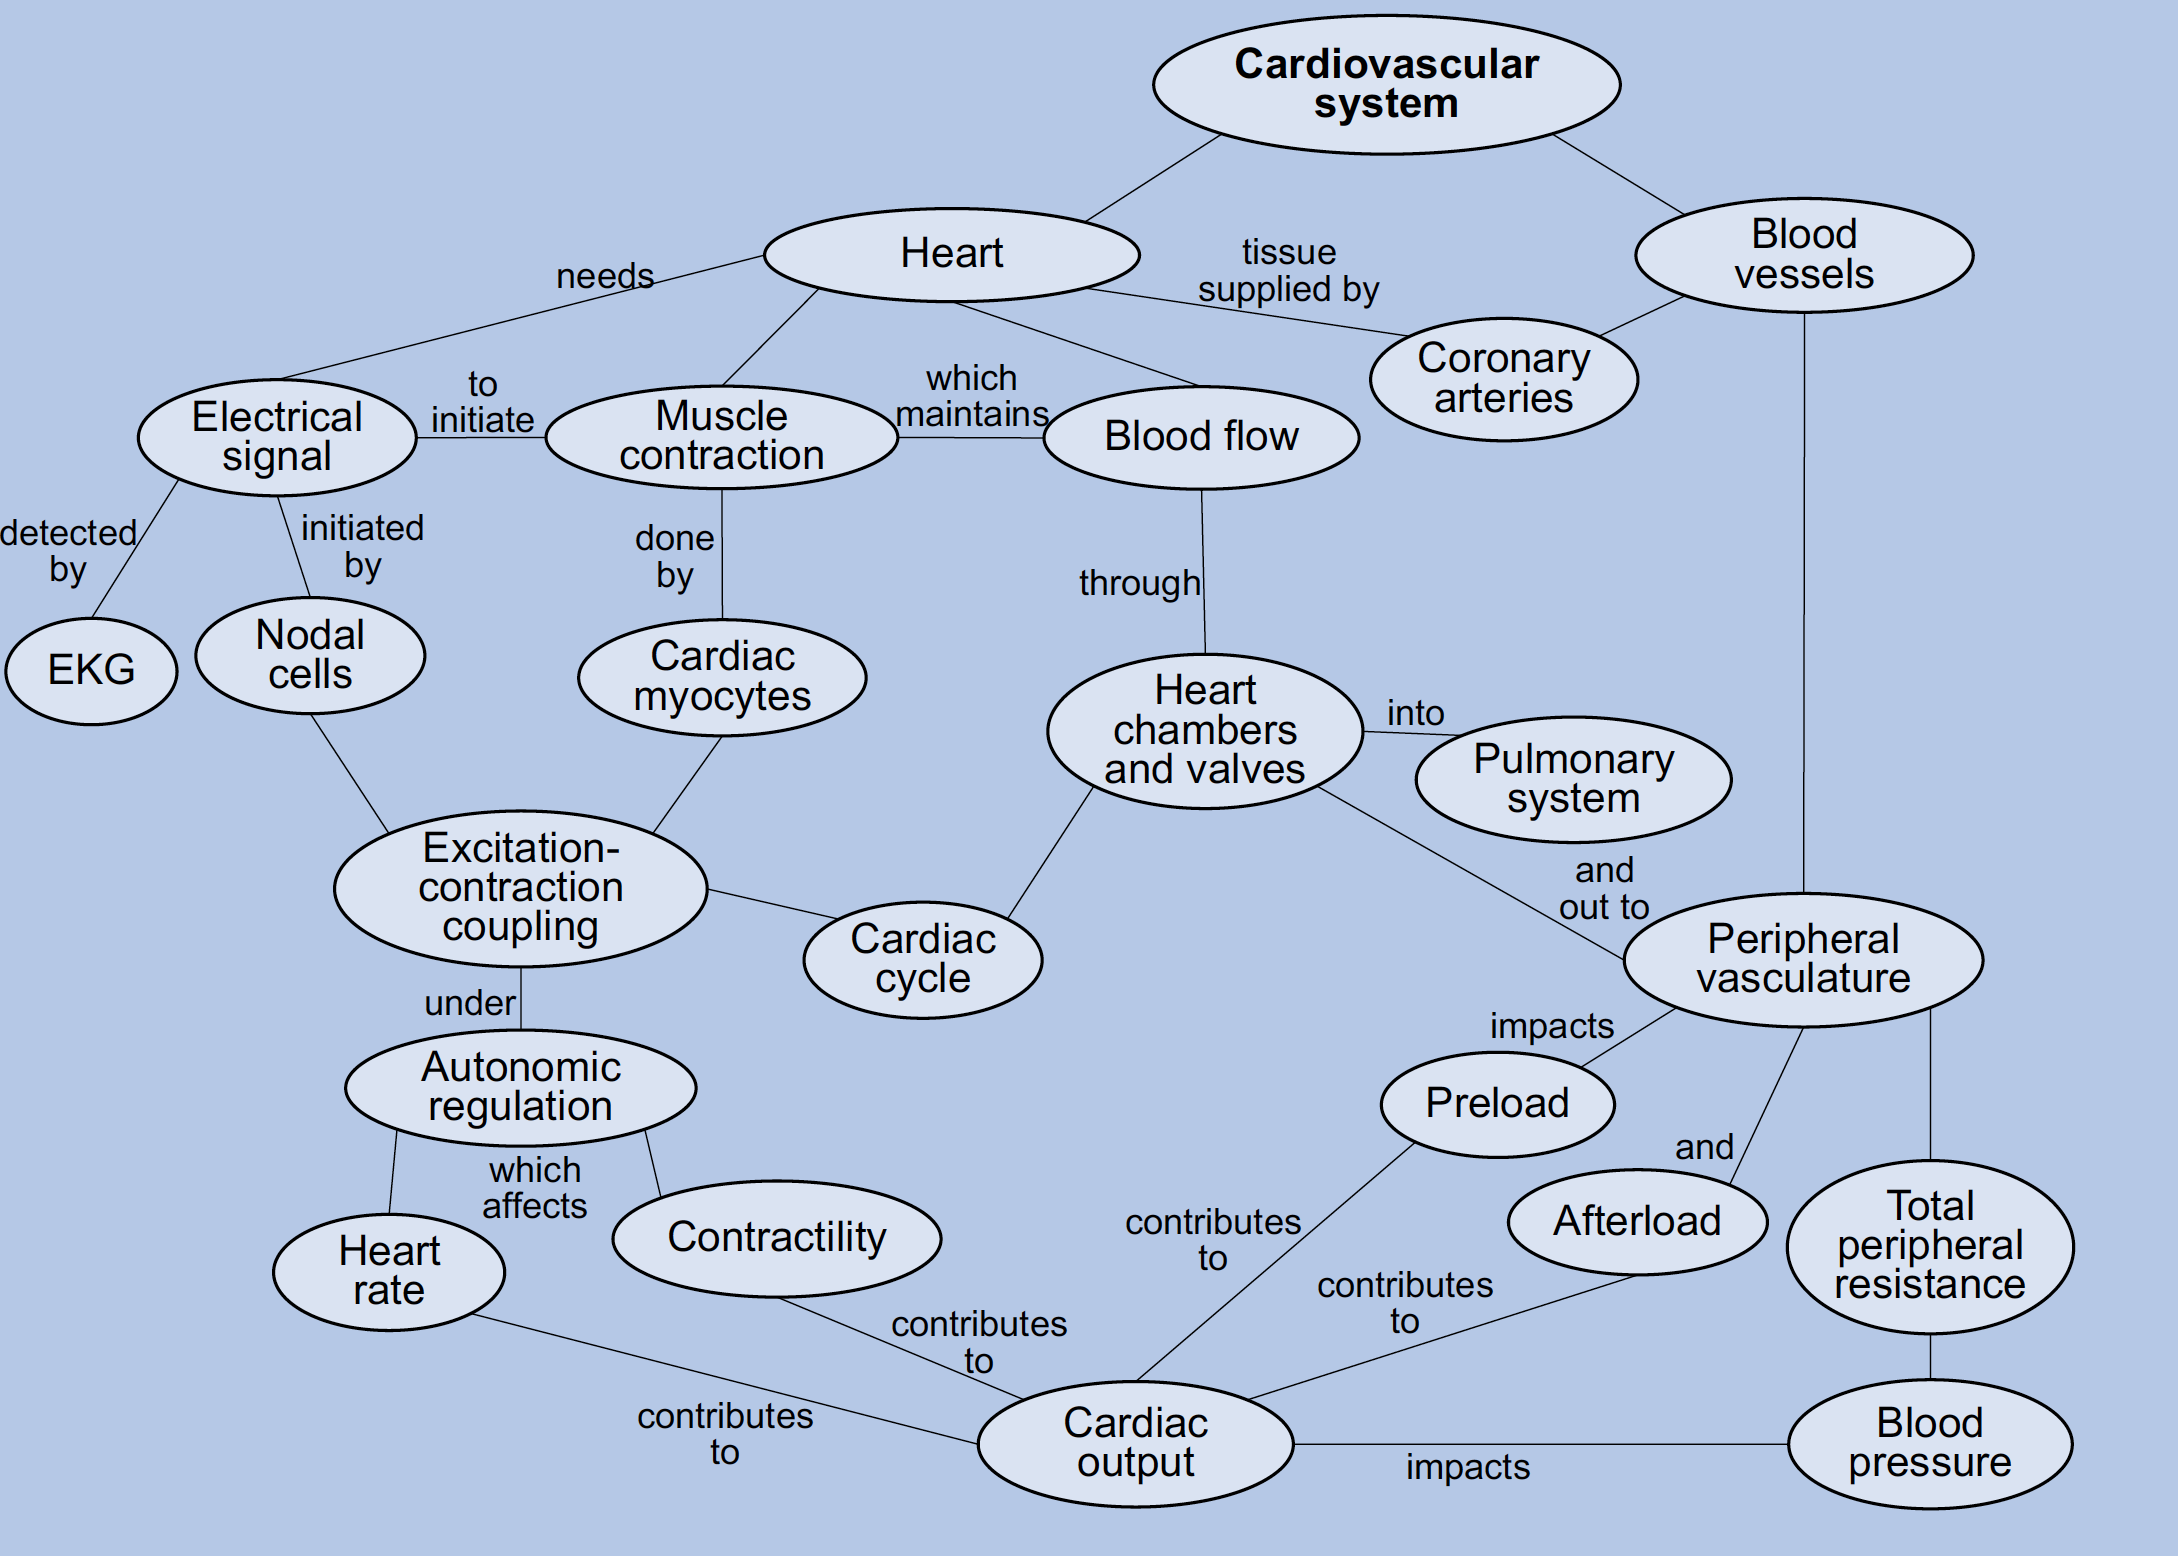 Cardiovascular
system
Heart
Blood
vessels
needs
tissue
supplied by
Coronary
arteries
Electrical
signal
to
initiate
Muscle
contraction
which
maintains
Blood flow
detected
by
initiated
by
done
by
through
EKG
Nodal
cells
Cardiac
myocytes
Heart
chambers
and valves
into
Pulmonary
system
and
out to
Excitation-
contraction
coupling
Cardiac
cycle
Peripheral
vasculature
under
impacts
Autonomic
regulation
Preload
and
which
affects
Heart
rate
Contractility
contributes
to
Afterload
Total
peripheral
resistance
contributes
to
contributes
to
contributes
to
Cardiac
output
impacts
Blood
pressure